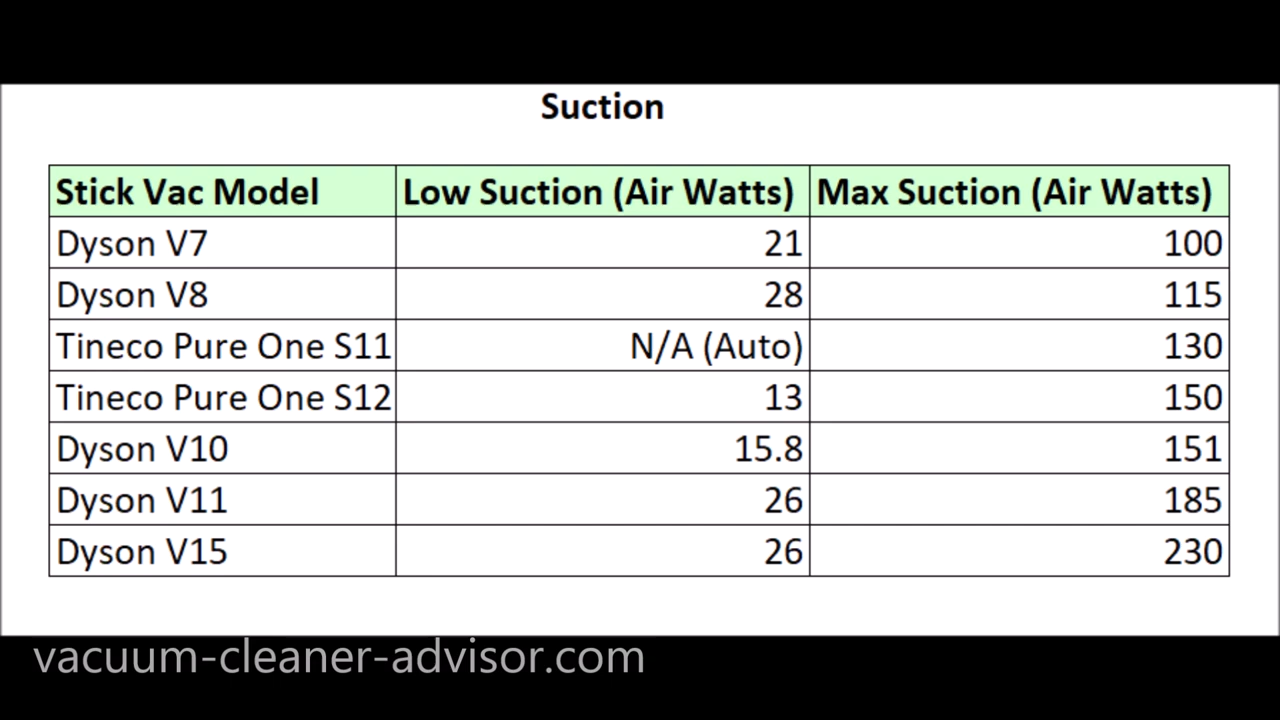 Suction
Stick Vac Model Low Suction (Air Watts) Max Suction (Air Watts)
Dyson V7 21 100
Dyson V8 28 115
Tineco Pure One S11 N/A (Auto) 130
Tineco Pure One S12 13 150
Dyson V10 15.8 151
Dyson V11 26 185
Dyson V15 26 230
vacuum-cleaner-advisor.com